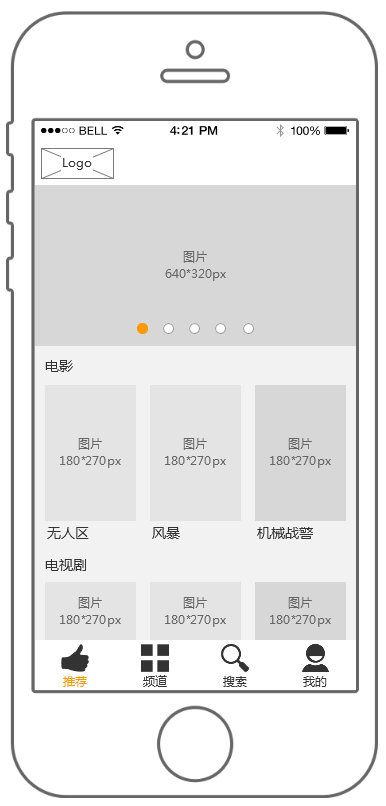 BELL
4:21 PM
100%
Logo
图片
640*320px
电影
图片
180*270px
图片
180*270px
图片
180*270px
无人区
风暴
机械战警
电视剧
图片
180*270px
图片
180*270px
图片
180*270px
推荐
频道
搜索
我的